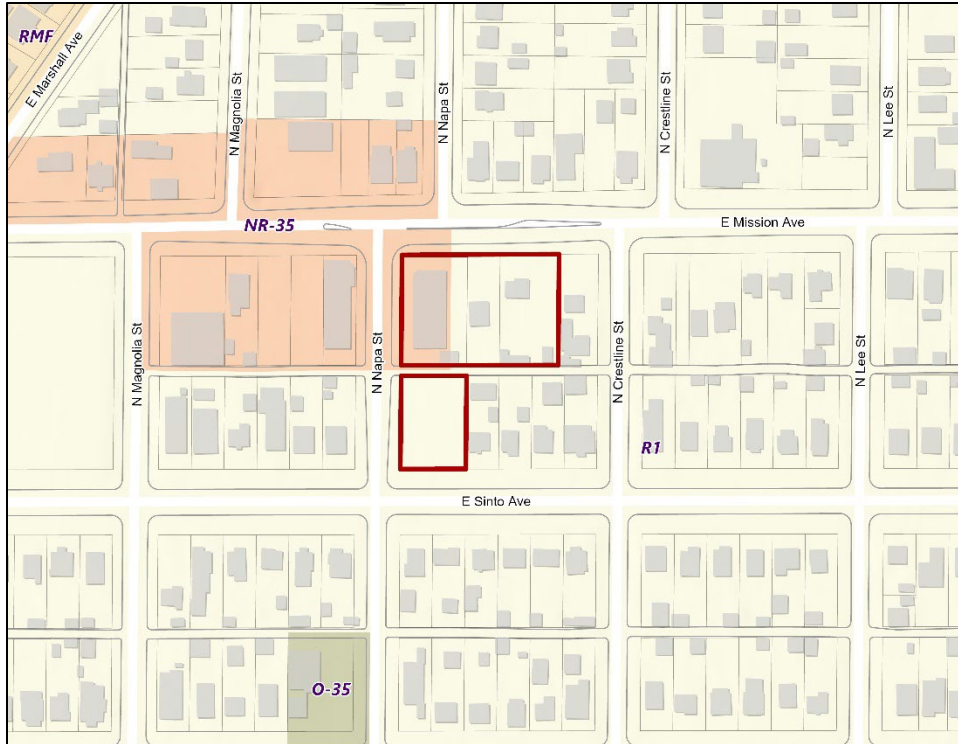 RMF
E Marshall Ave
N Magnolia St
N Napa St
N Crestline St
N Lee St
NR-35
E Mission Ave
N Magnolia St
N Napa St
N Crestline St
N Lee St
R1
E Sinto Ave
O-35